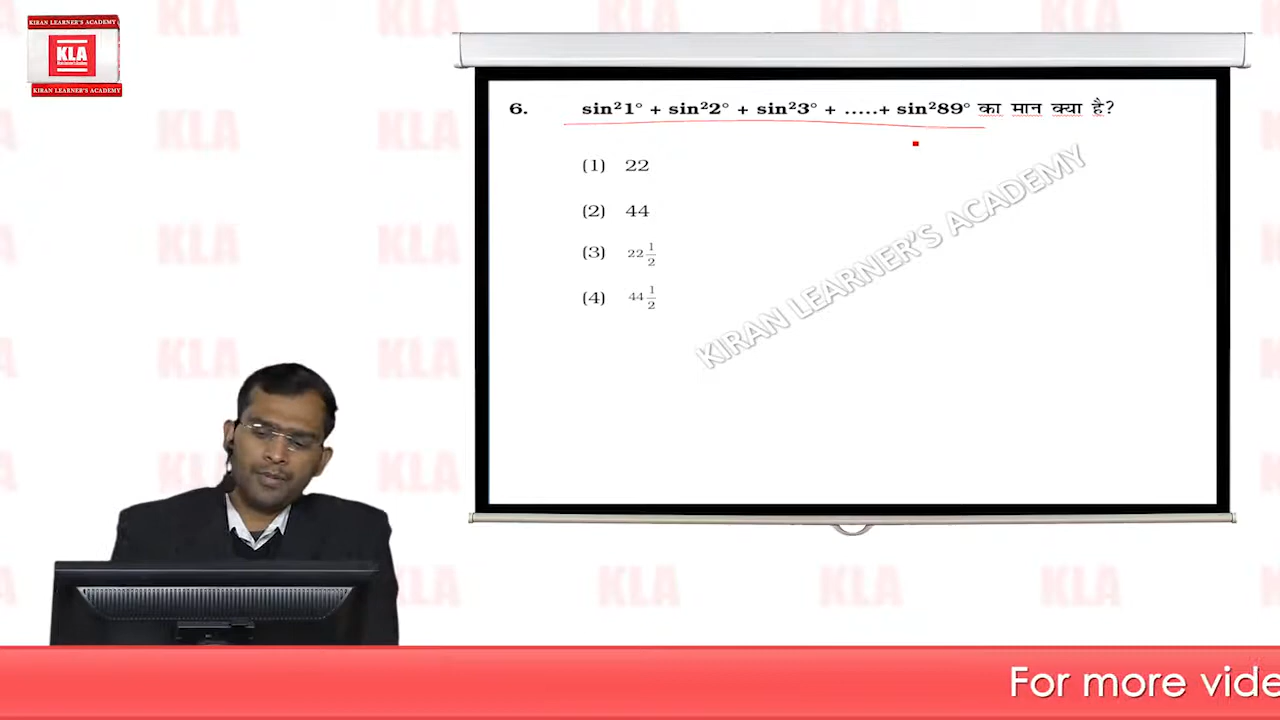 KIRAN LEARNER'S ACADEMY
KLA
KIRAN LEARNER'S ACADEMY
6. sin²1° + sin²2° + sin²3° + .....+ sin²89° का मान क्या है?
(1) 22
(2) 44
(3) 22 1/2
(4) 44 1/2
KIRAN LEARNER'S ACADEMY
For more vide